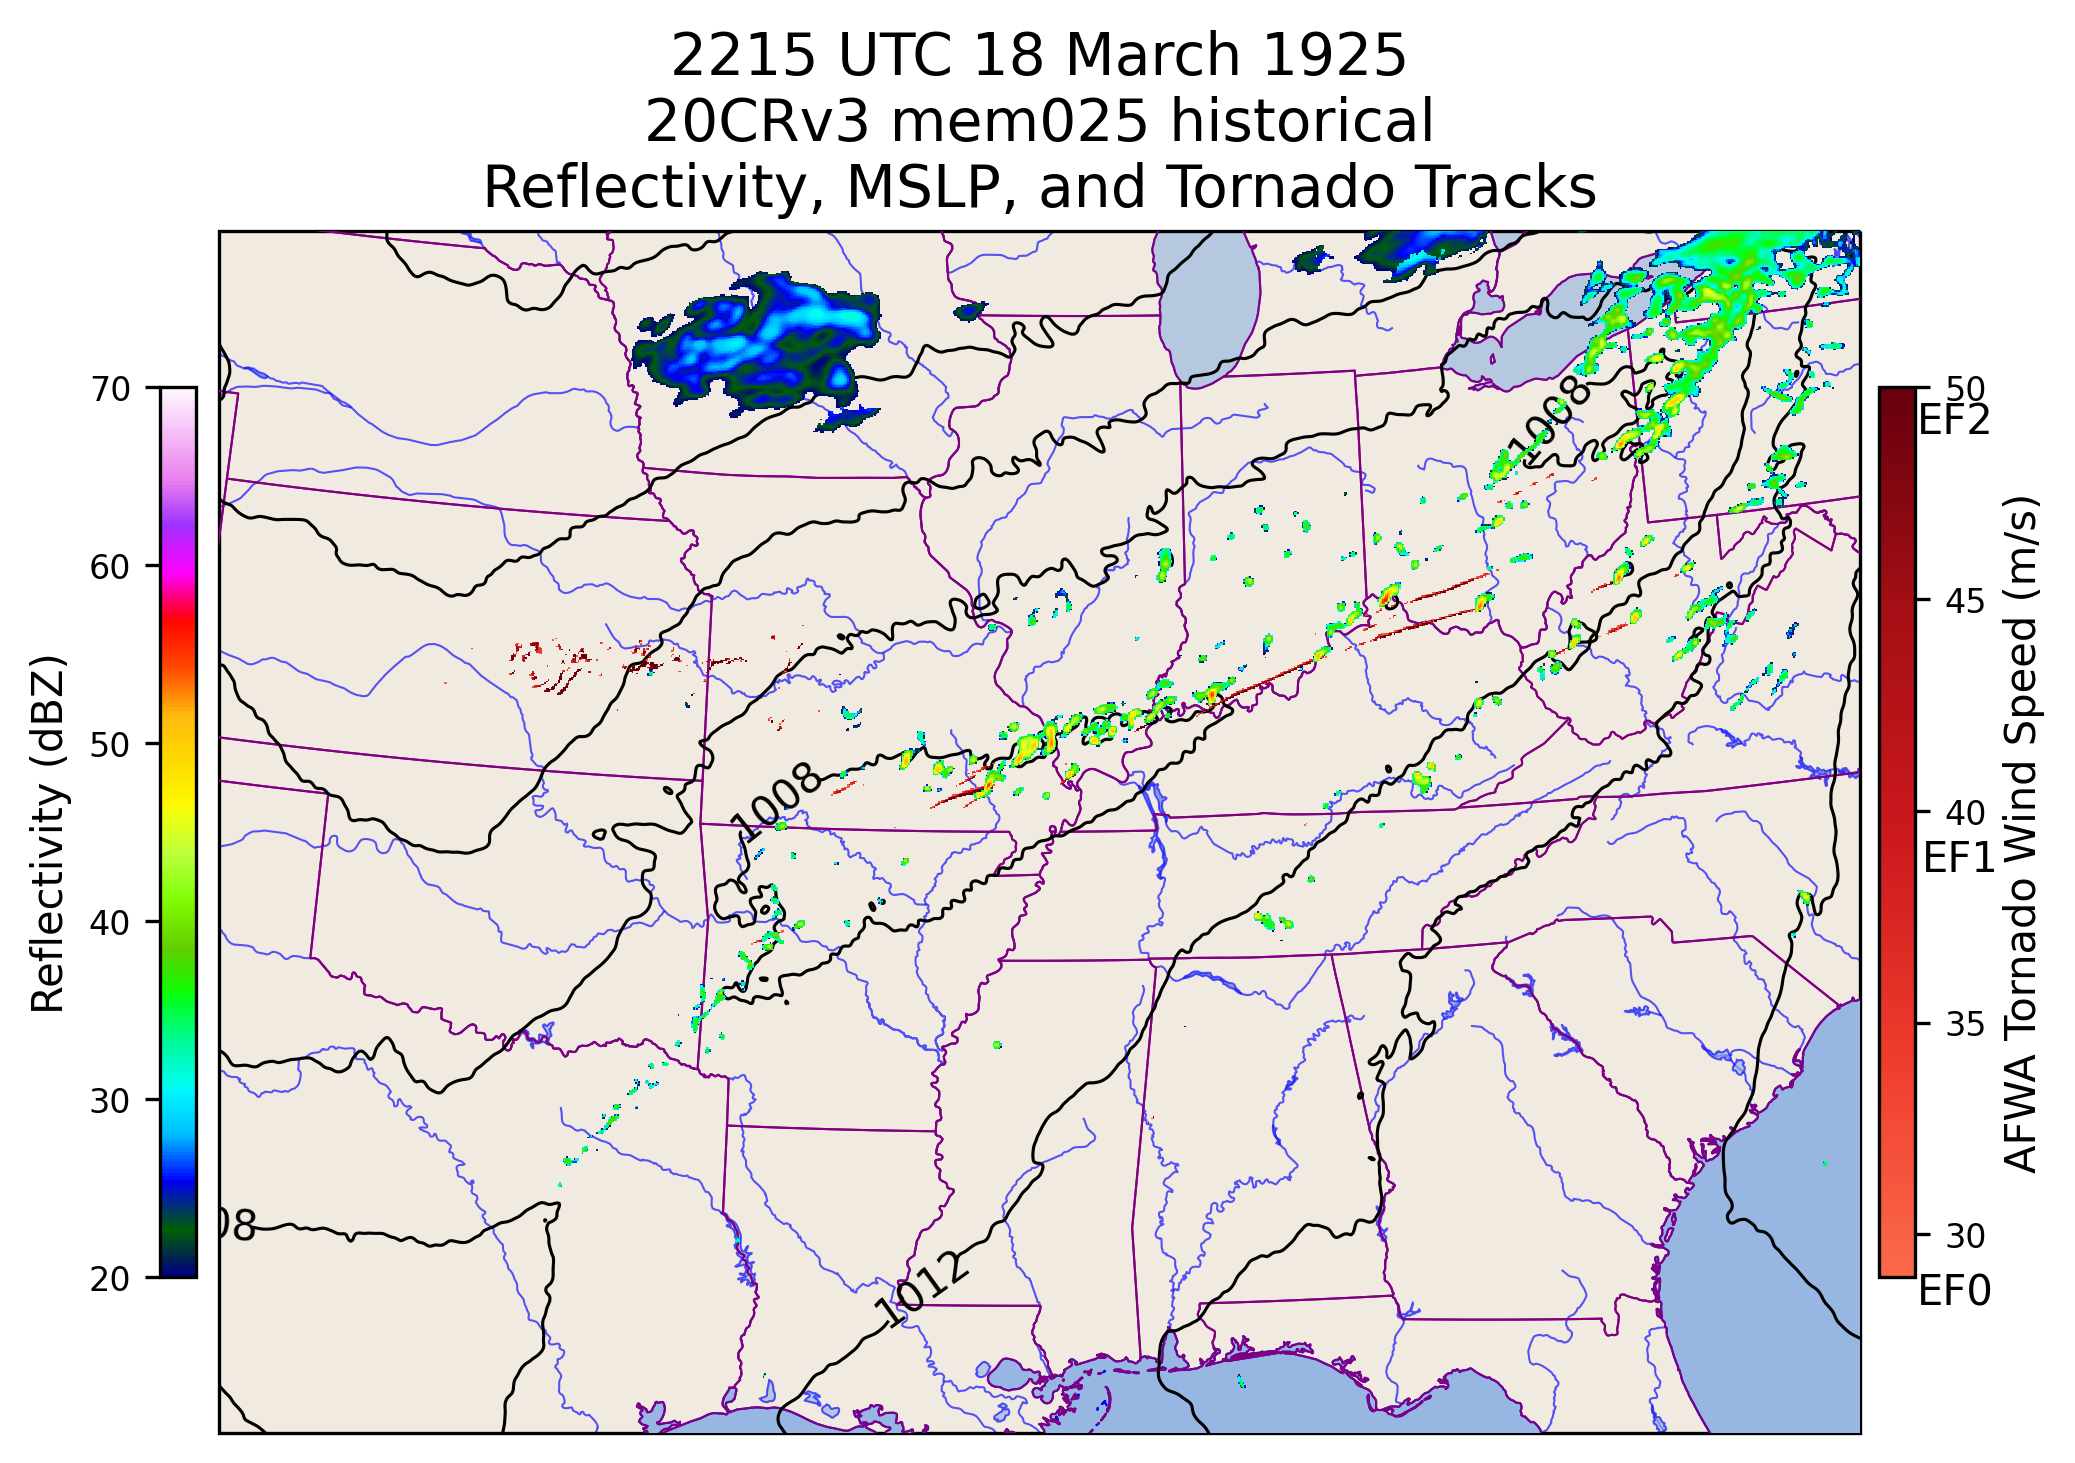 2215 UTC 18 March 1925
20CRv3 mem025 historical
Reflectivity, MSLP, and Tornado Tracks
70
60
50
40
30
20
Reflectivity (dBZ)
1008
1008
08
1012
50
EF2
45
40
EF1
35
30
EF0
AFWA Tornado Wind Speed (m/s)